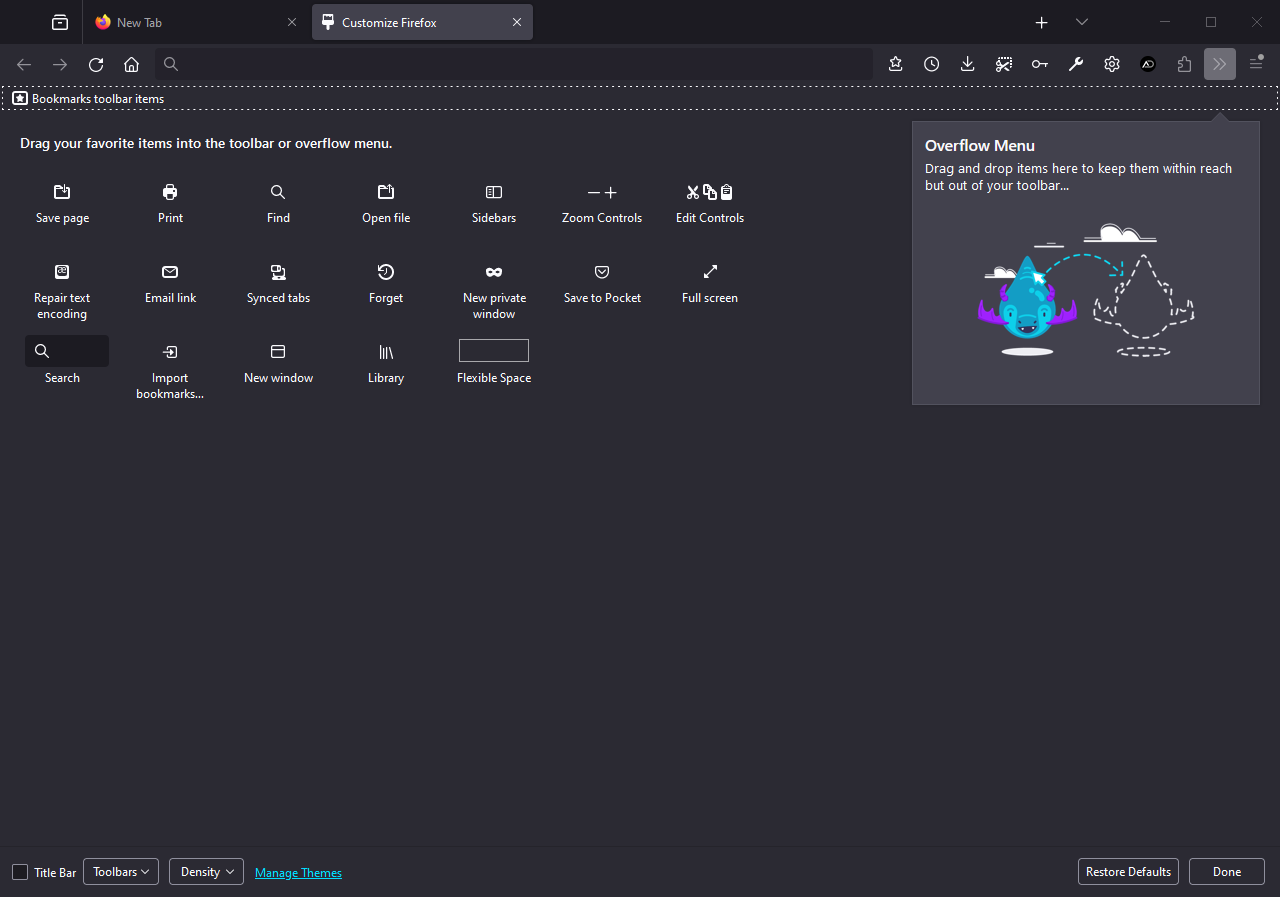 New Tab
Customize Firefox
Bookmarks toolbar items
Drag your favorite items into the toolbar or overflow menu.
Overflow Menu
Drag and drop items here to keep them within reach
but out of your toolbar...
Save page
Print
Find
Open file
Sidebars
Zoom Controls
Edit Controls
Repair text
encoding
Email link
Synced tabs
Forget
New private
window
Save to Pocket
Full screen
Search
Import
bookmarks...
New window
Library
Flexible Space
Title Bar
Toolbars
Density
Manage Themes
Restore Defaults
Done